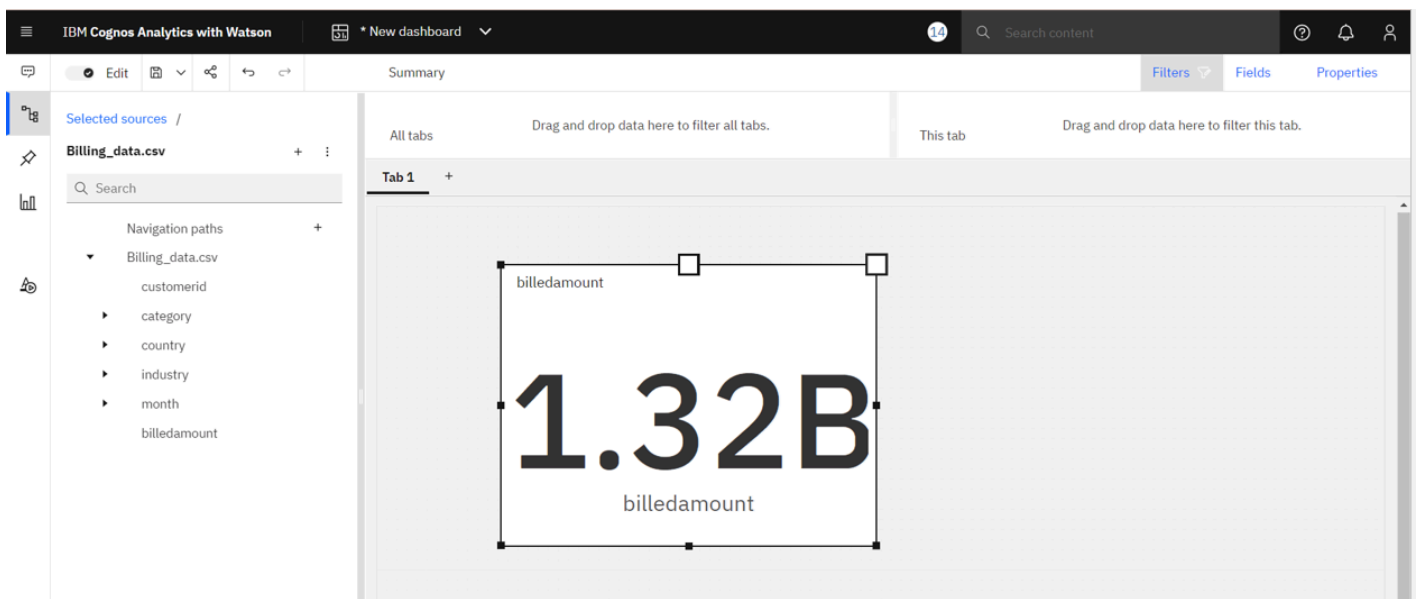 IBM Cognos Analytics with Watson
* New dashboard
14
Search content
Edit
Summary
Filters
Fields
Properties
Selected sources /
Billing_data.csv
Search
Navigation paths
Billing_data.csv
customerid
category
country
industry
month
billedamount
All tabs
Drag and drop data here to filter all tabs.
This tab
Drag and drop data here to filter this tab.
Tab 1
billedamount
1.32B
billedamount